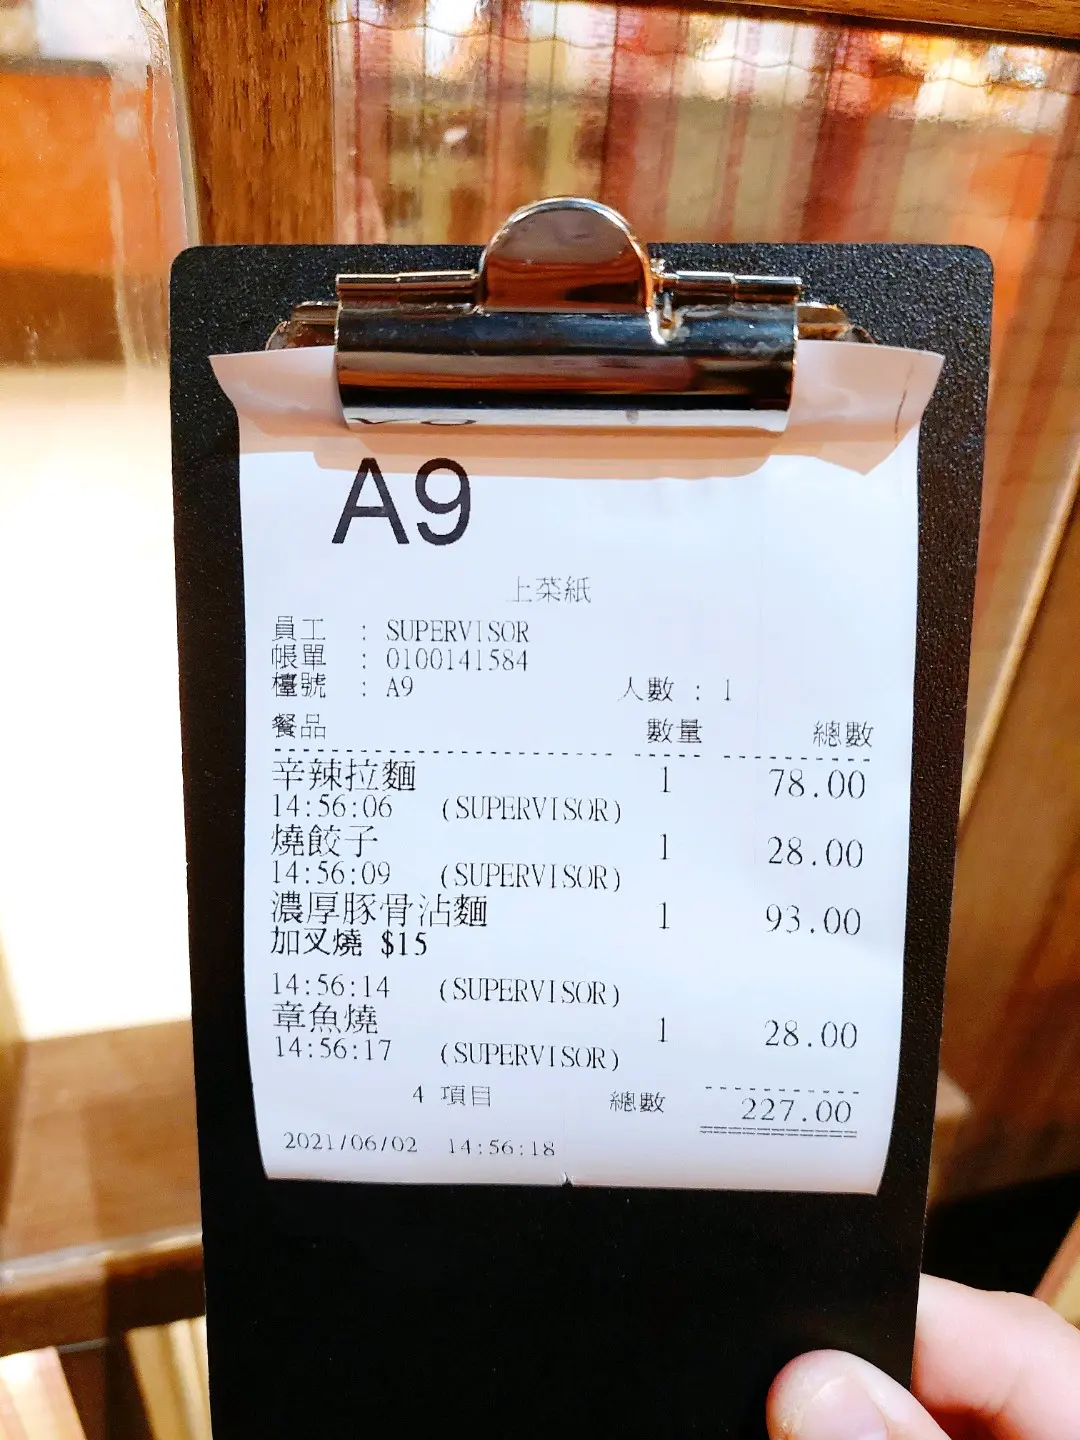 A9
上菜紙
員工 : SUPERVISOR
帳單 : 0100141584
檯號 : A9 人數 : 1
餐品 數量 總數
辛辣拉麵 1 78.00
14:56:06 (SUPERVISOR)
燒餃子 1 28.00
14:56:09 (SUPERVISOR)
濃厚豚骨沾麵 1 93.00
加叉燒 $15
14:56:14 (SUPERVISOR)
章魚燒 1 28.00
14:56:17 (SUPERVISOR)
4 項目 總數 227.00
2021/06/02 14:56:18